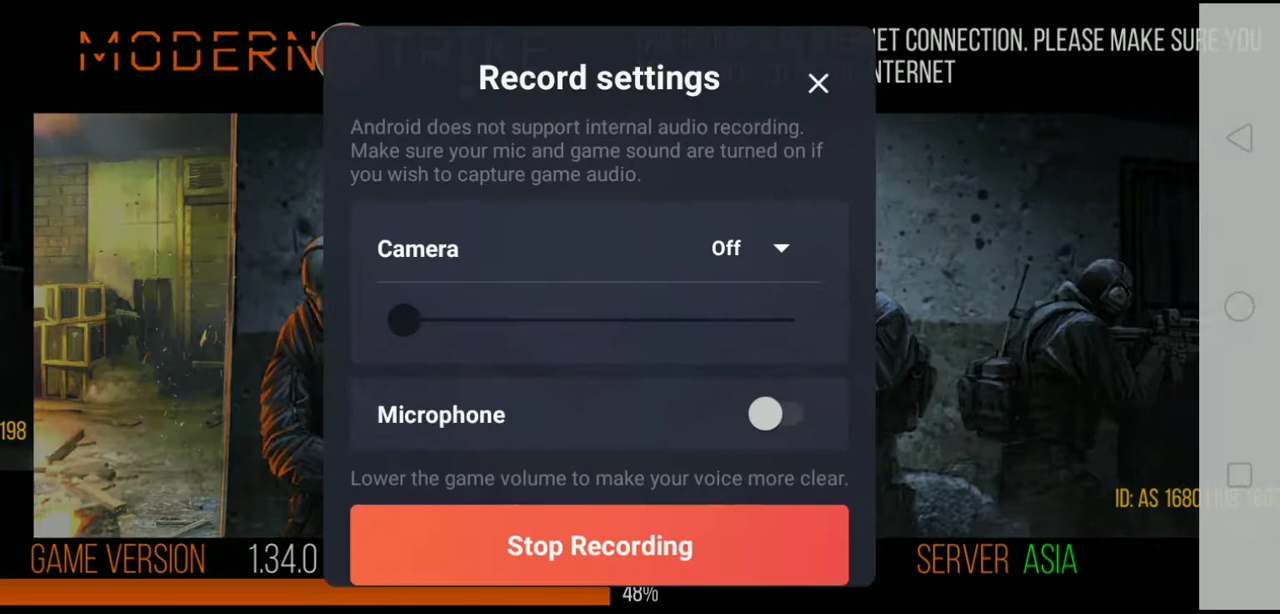 MODERN STRIKE
NET CONNECTION. PLEASE MAKE SURE YOU
INTERNET
Record settings
Android does not support internal audio recording.
Make sure your mic and game sound are turned on if
you wish to capture game audio.
Camera Off
Microphone
198
Lower the game volume to make your voice more clear.
ID: AS 1680
Stop Recording
GAME VERSION 1.34.0
SERVER ASIA
48%